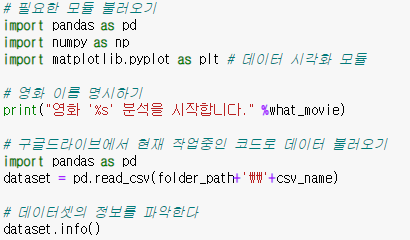 # 필요한 모듈 불러오기
import pandas as pd
import numpy as np
import matplotlib.pyplot as plt # 데이터 시각화 모듈
# 영화 이름 명시하기
print("영화 '%s' 분석을 시작합니다." %what_movie)
# 구글드라이브에서 현재 작업중인 코드로 데이터 불러오기
import pandas as pd
dataset = pd.read_csv(folder_path+'₩₩'+csv_name)
# 데이터셋의 정보를 파악한다
dataset.info()